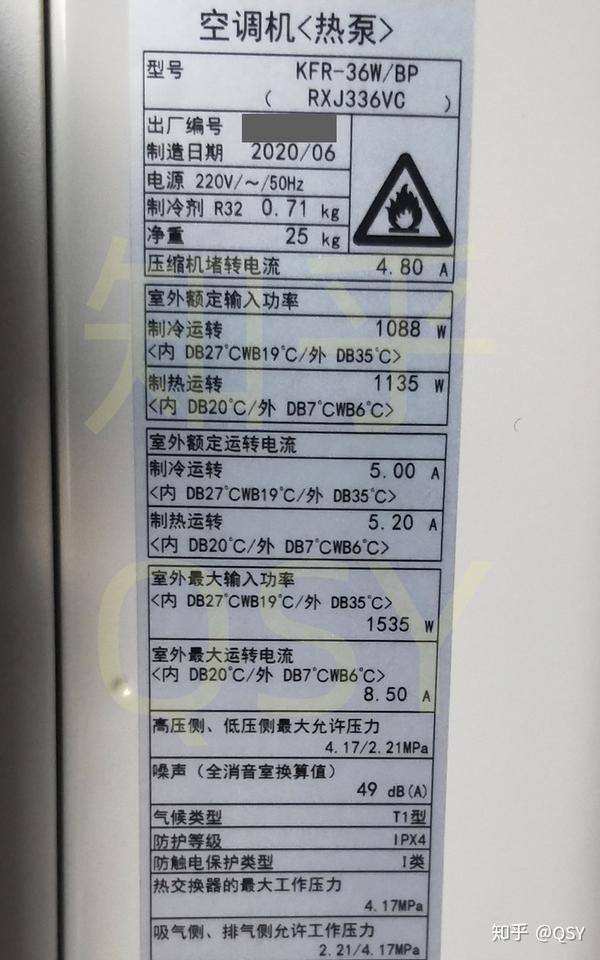 空调机<热泵>
型号 KFR-36W/BP
( RXJ336VC )
出厂编号
制造日期 2020/06
电源 220V/～/50Hz
制冷剂 R32 0.71 kg
净重 25 kg
压缩机堵转电流 4.80 A
室外额定输入功率
制冷运转 1088 W
<内 DB27℃WB19℃/外 DB35℃>
制热运转 1135 W
<内 DB20℃/外 DB7℃WB6℃>
室外额定运转电流
制冷运转 5.00 A
<内 DB27℃WB19℃/外 DB35℃>
制热运转 5.20 A
<内 DB20℃/外 DB7℃WB6℃>
室外最大输入功率
<内 DB27℃WB19℃/外 DB35℃>
1535 W
室外最大运转电流
<内 DB20℃/外 DB7℃WB6℃>
8.50 A
高压侧、低压侧最大允许压力
4.17/2.21MPa
噪声（全消音室换算值）
49 dB(A)
气候类型 T1型
防护等级 IPX4
防触电保护类型 I类
热交换器的最大工作压力
4.17MPa
吸气侧、排气侧允许工作压力
2.21/4.17MPa
知乎
QSY
知乎 @QSY